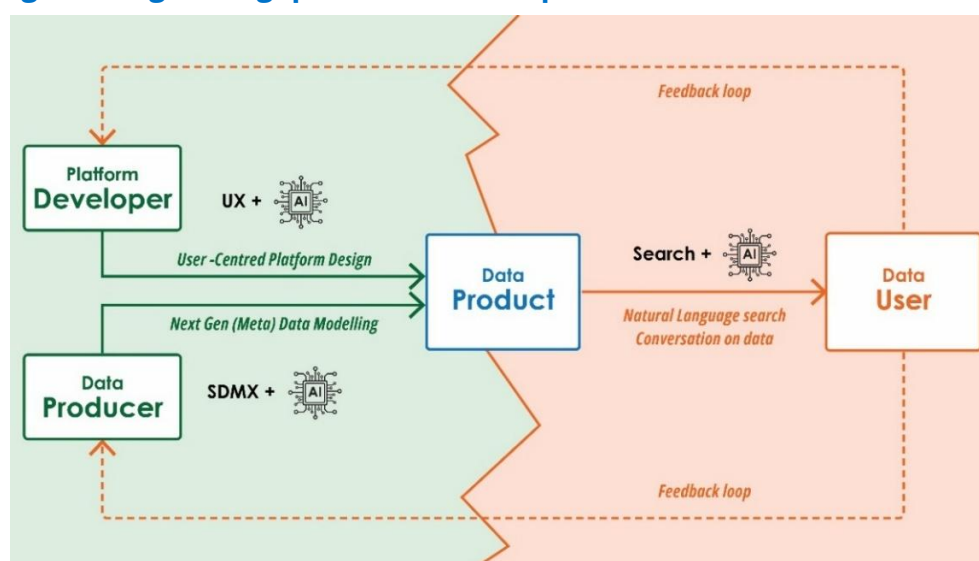 Feedback loop
Platform
Developer
UX + AI
User -Centred Platform Design
Search + AI
Data
Product
Data
User
Natural Language search
Conversation on data
Next Gen (Meta) Data Modelling
Data
Producer
SDMX + AI
Feedback loop